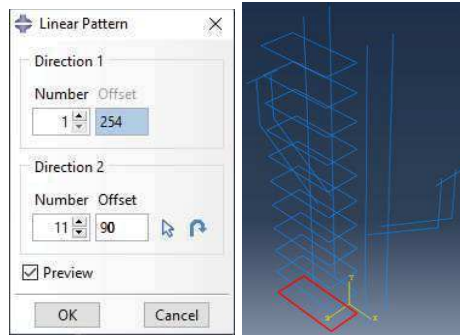 Linear Pattern
Direction 1
Number Offset
1 254
Direction 2
Number Offset
11 90
Preview
OK Cancel
Y
X